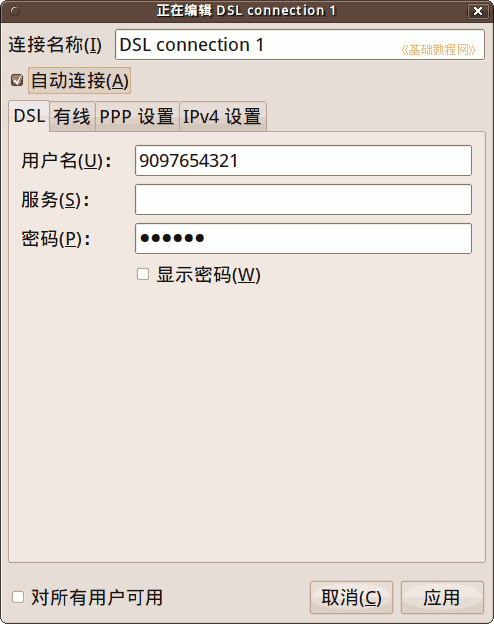 正在编辑 DSL connection 1
连接名称(I) DSL connection 1
《基础教程网》
自动连接(A)
DSL 有线 PPP 设置 IPv4 设置
用户名(U): 9097654321
服务(S):
密码(P): ●●●●●●
显示密码(W)
对所有用户可用 取消(C) 应用